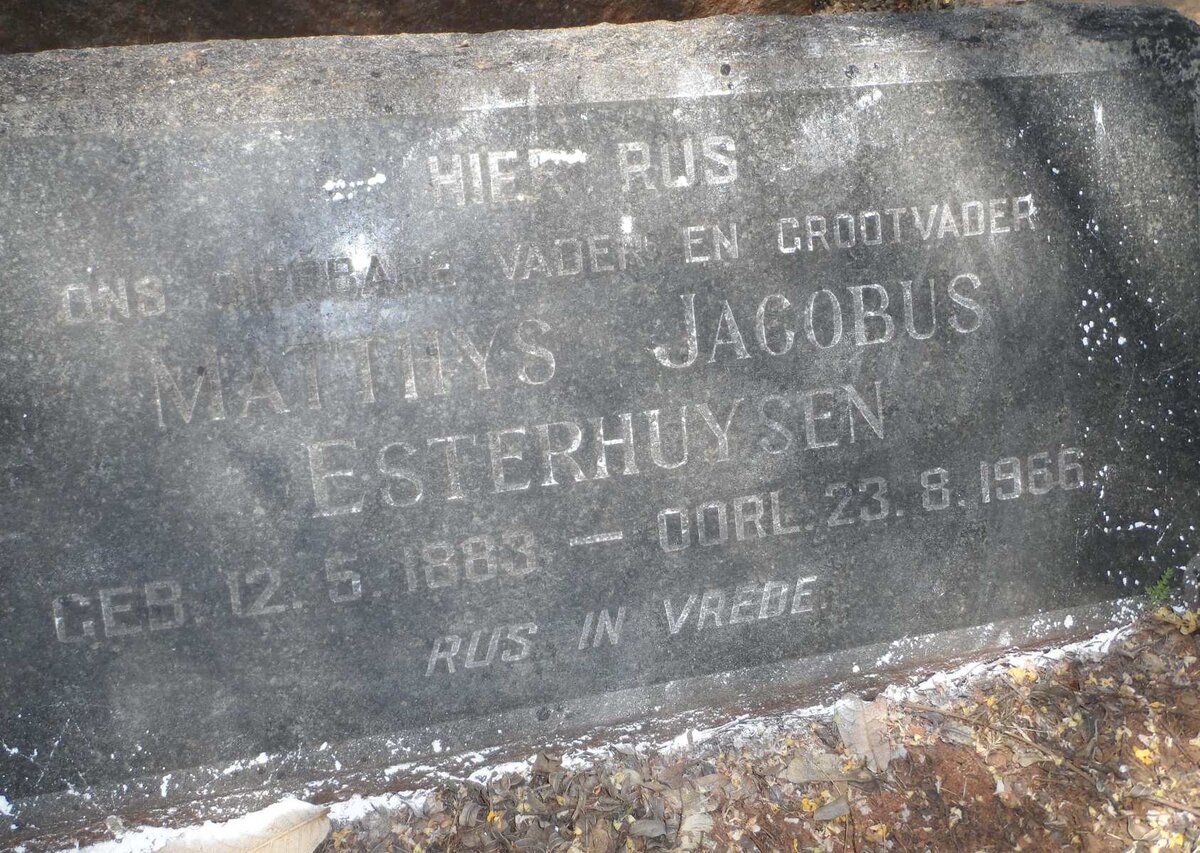 HIER RUS
ONS DIERBARE VADER EN GROOTVADER
MATTHYS JACOBUS
ESTERHUYSEN
GEB. 12. 5. 1883 — OORL. 23. 8. 1966
RUS IN VREDE